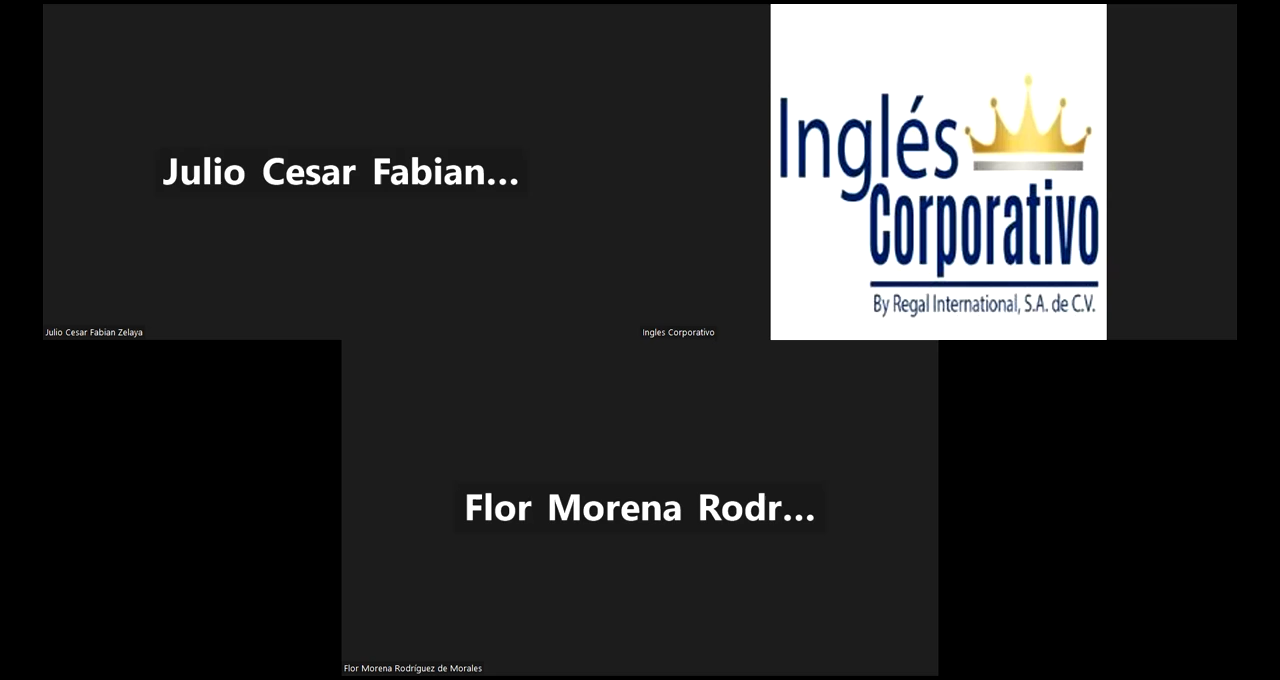 Julio Cesar Fabian...
Julio Cesar Fabian Zelaya
Inglés
Corporativo
By Regal International, S.A. de C.V.
Ingles Corporativo
Flor Morena Rodr...
Flor Morena Rodríguez de Morales